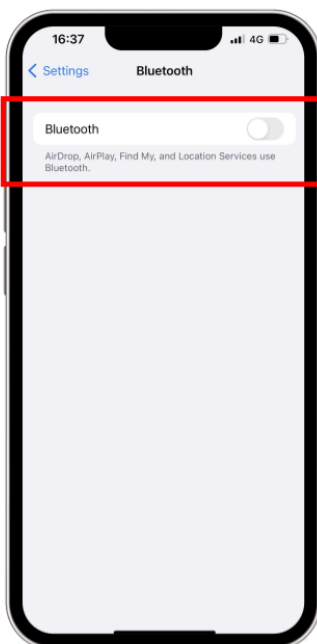 16:37
4G
Settings
Bluetooth
Bluetooth
AirDrop, AirPlay, Find My, and Location Services use
Bluetooth.